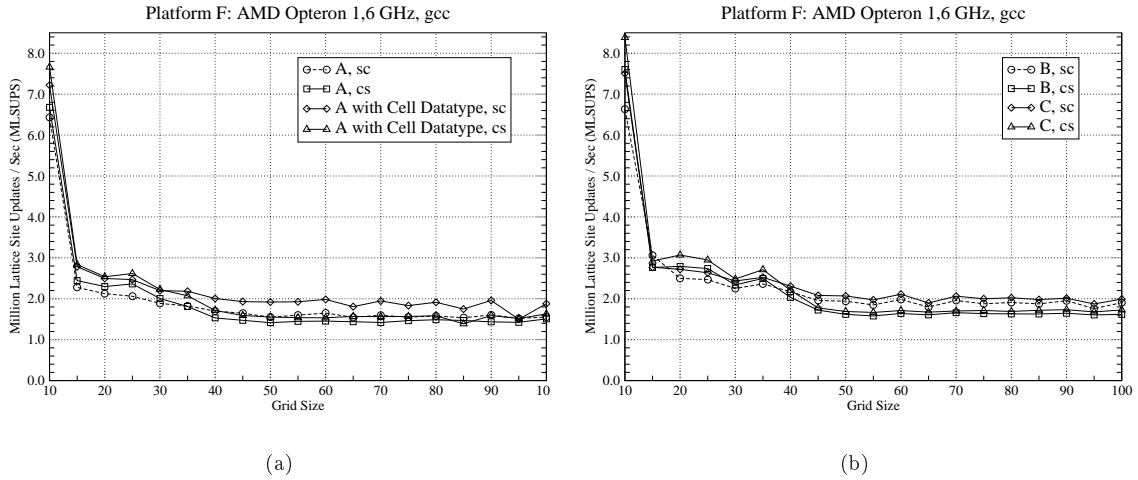 Platform F: AMD Opteron 1,6 GHz, gcc
Million Lattice Site Updates / Sec (MLSUPS)
8.0
7.0
6.0
5.0
4.0
3.0
2.0
1.0
0.0
A, sc
A, cs
A with Cell Datatype, sc
A with Cell Datatype, cs
10 20 30 40 50 60 70 80 90 10
Grid Size
(a)
Platform F: AMD Opteron 1,6 GHz, gcc
Million Lattice Site Updates / Sec (MLSUPS)
8.0
7.0
6.0
5.0
4.0
3.0
2.0
1.0
0.0
B, sc
B, cs
C, sc
C, cs
10 20 30 40 50 60 70 80 90 100
Grid Size
(b)